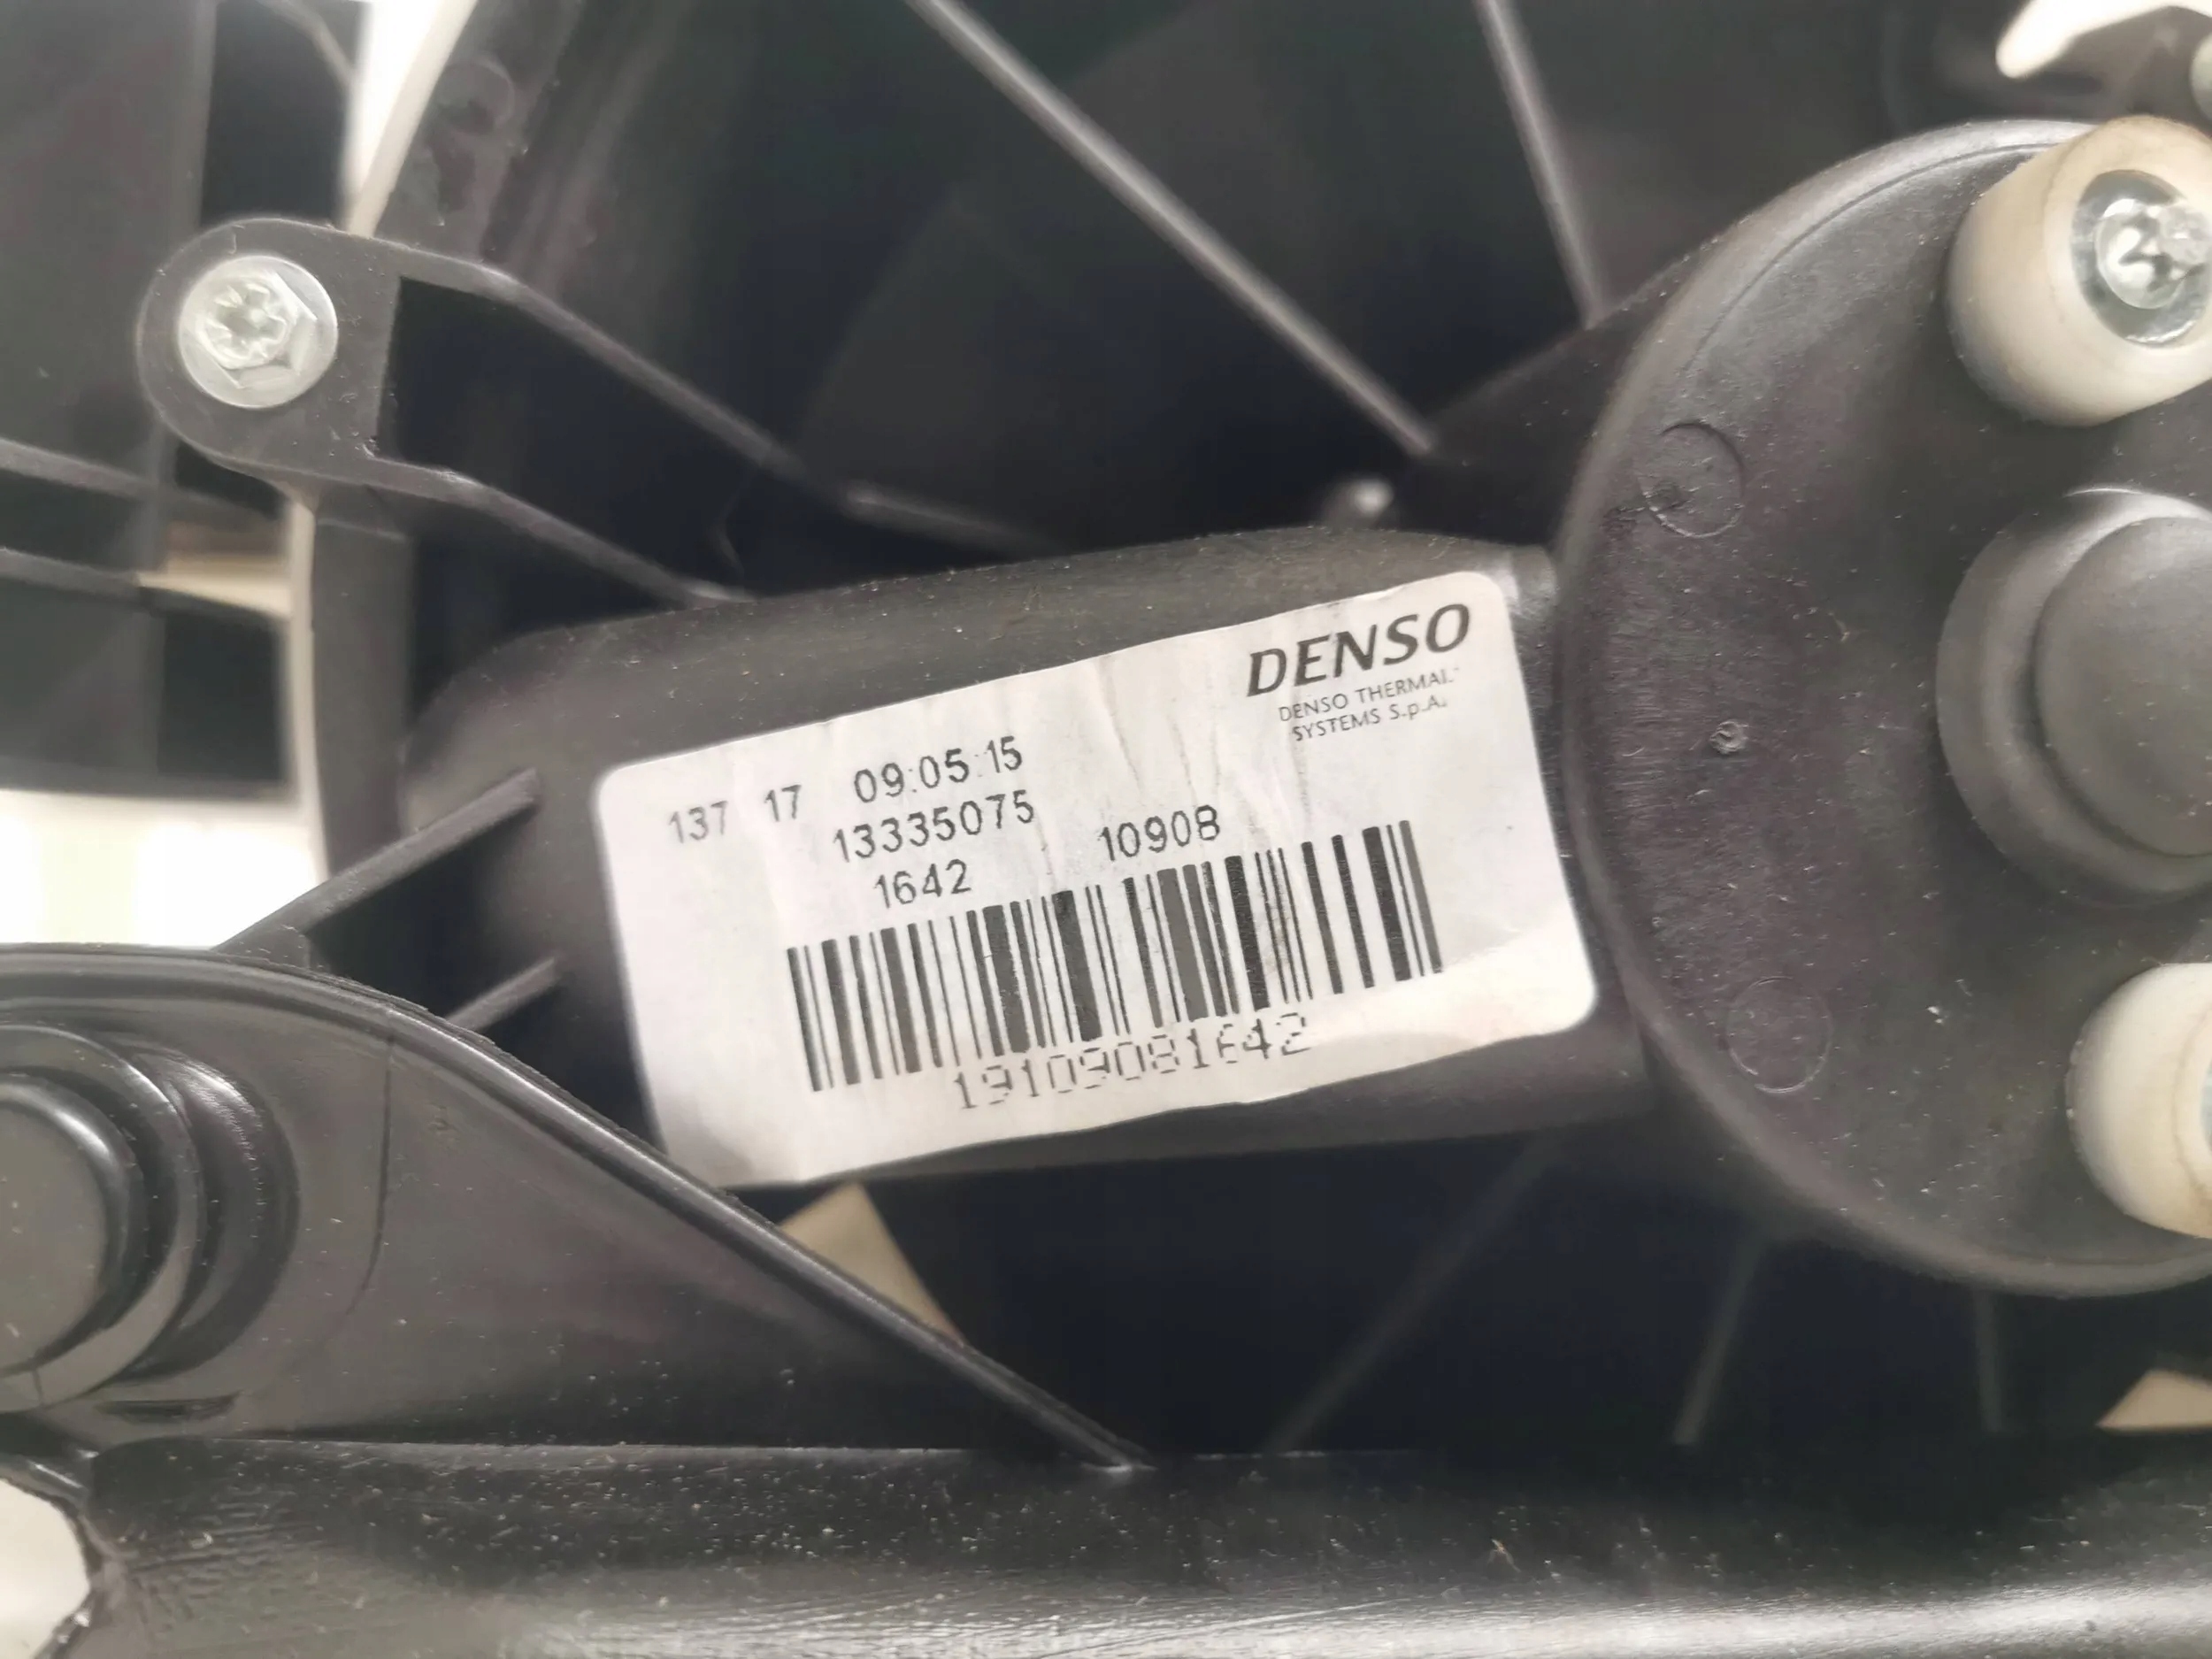 DENSO
DENSO THERMAL
SYSTEMS S.p.A.
137 17 09:05:15
13335075
1642 10908
19109081642